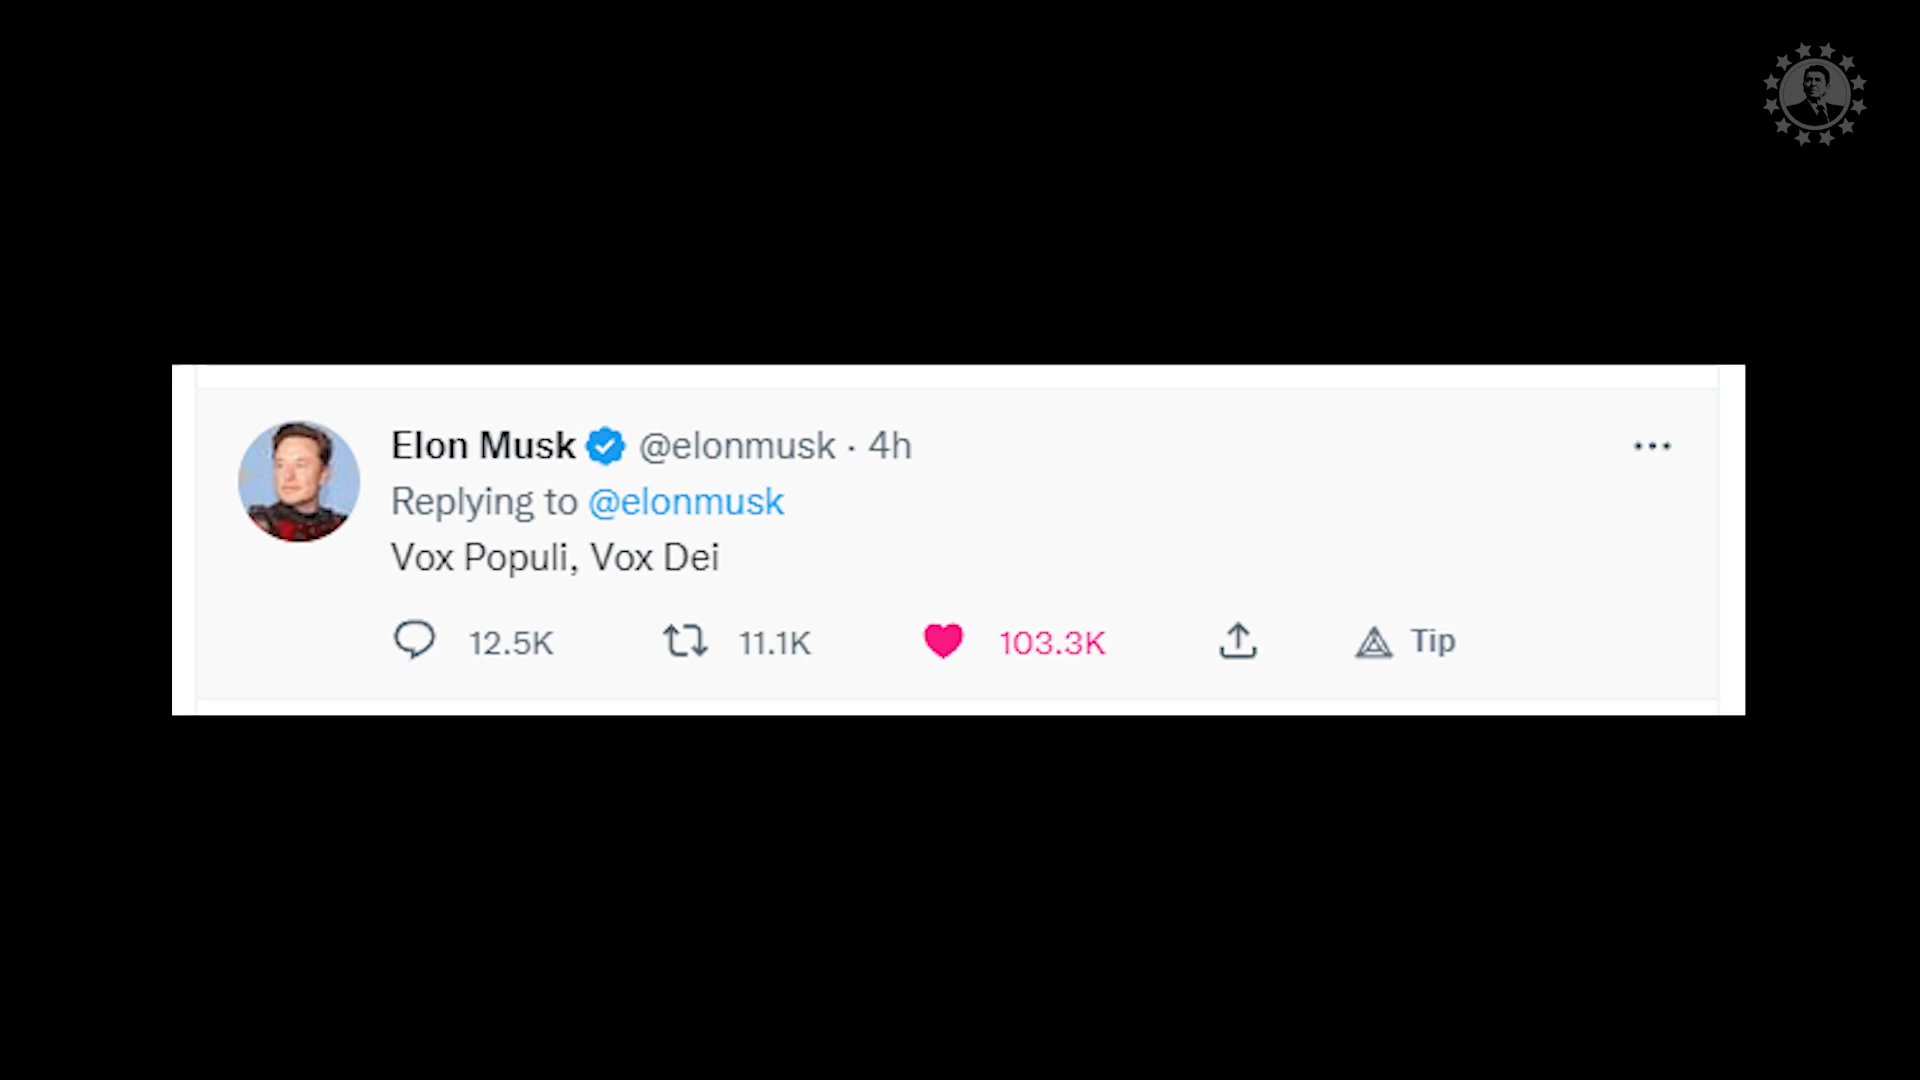 Elon Musk @elonmusk · 4h
Replying to @elonmusk
Vox Populi, Vox Dei
12.5K 11.1K 103.3K Tip